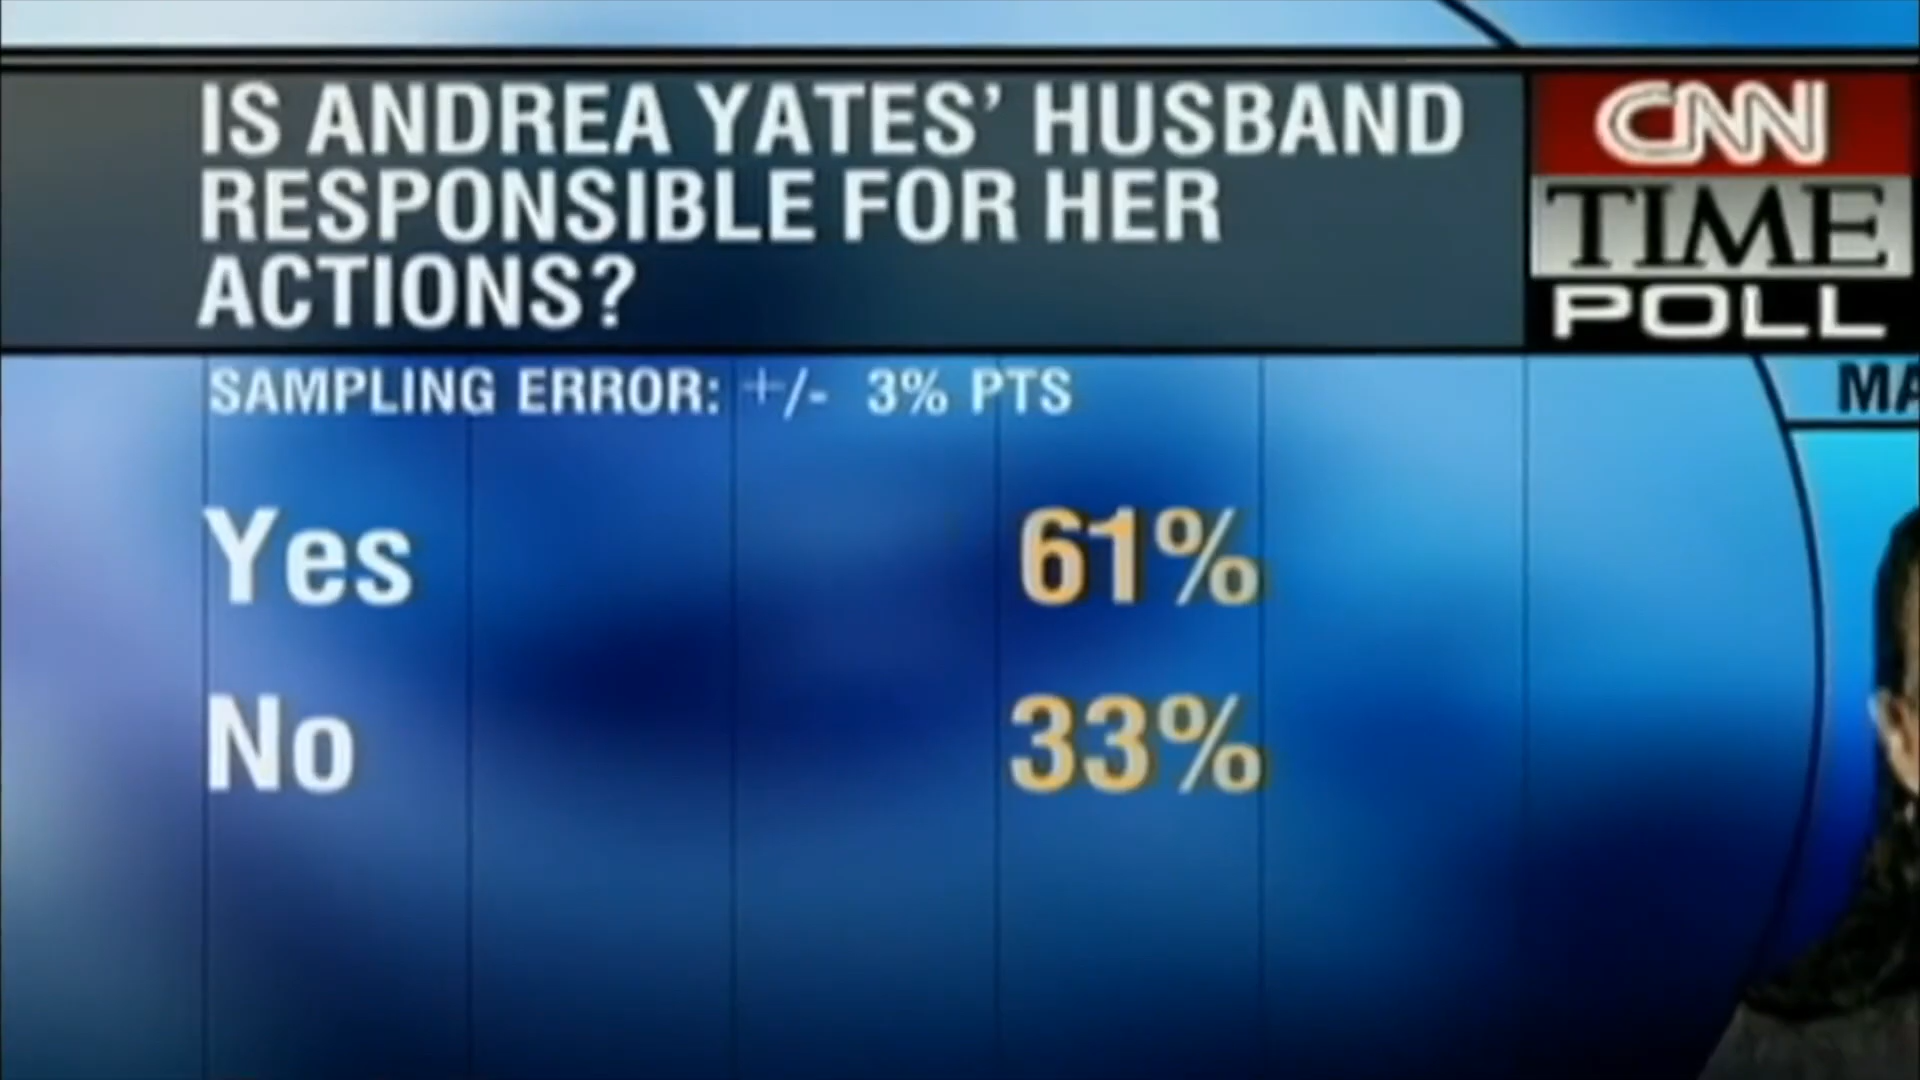 IS ANDREA YATES' HUSBAND
RESPONSIBLE FOR HER
ACTIONS?
CNN
TIME
POLL
SAMPLING ERROR: +/- 3% PTS
MA
Yes 61%
No 33%